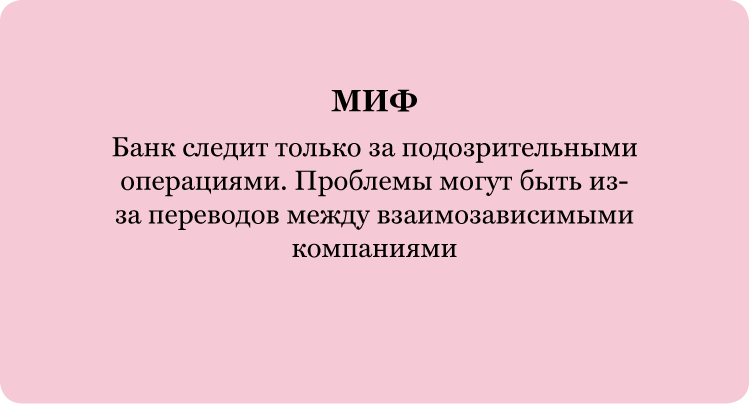 МИФ
Банк следит только за подозрительными
операциями. Проблемы могут быть из-
за переводов между взаимозависимыми
компаниями